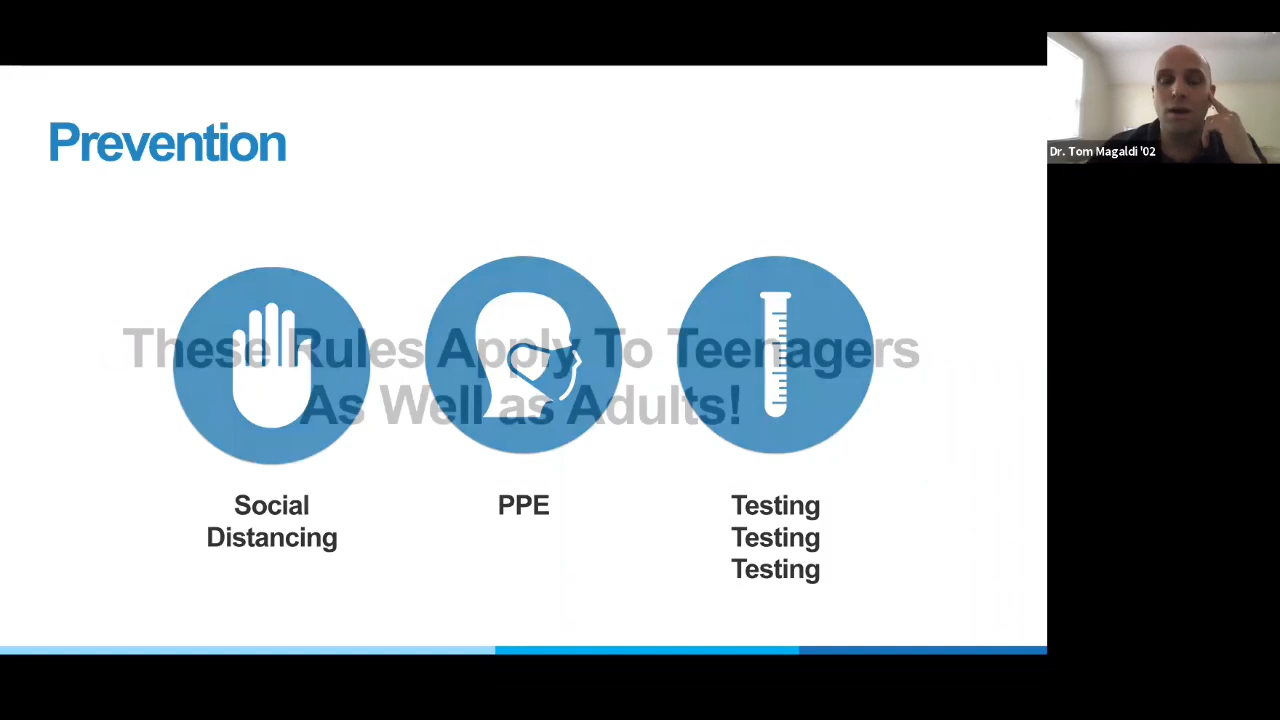 Prevention
Dr. Tom Magaldi '02
These Rules Apply To Teenagers
As Well as Adults!
Social
Distancing
PPE
Testing
Testing
Testing